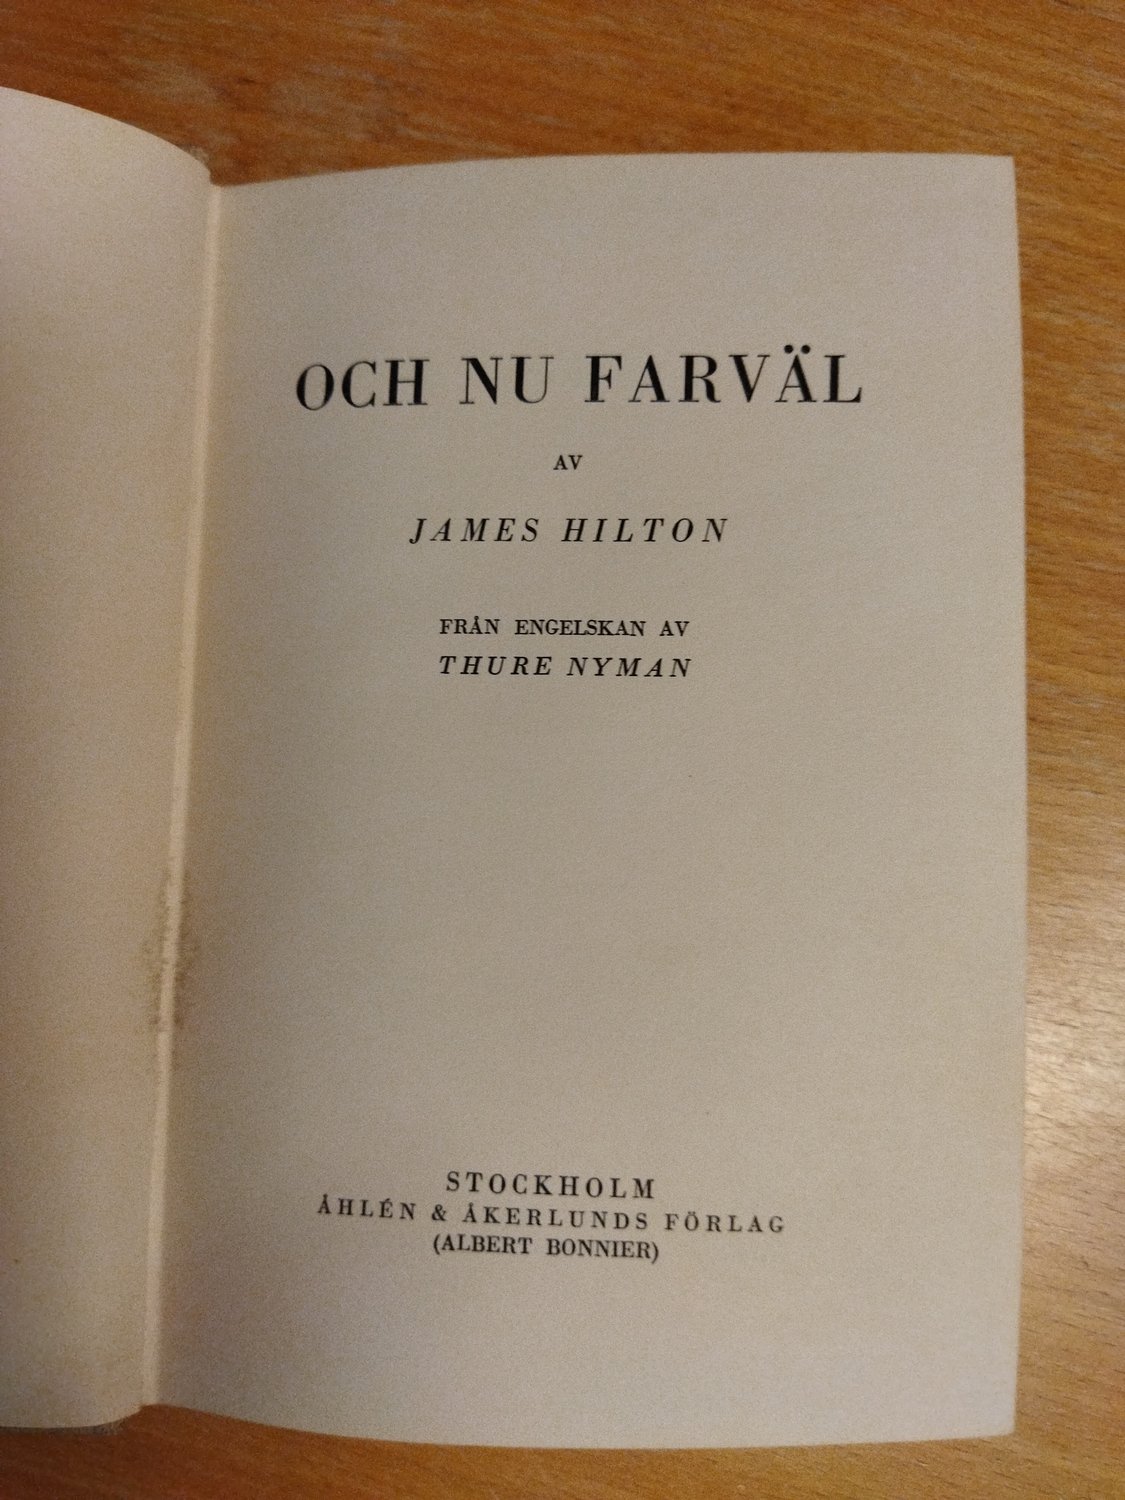 OCH NU FARVÄL
AV
JAMES HILTON
FRÅN ENGELSKAN AV
THURE NYMAN
STOCKHOLM
ÅHLÉN & ÅKERLUNDS FÖRLAG
(ALBERT BONNIER)